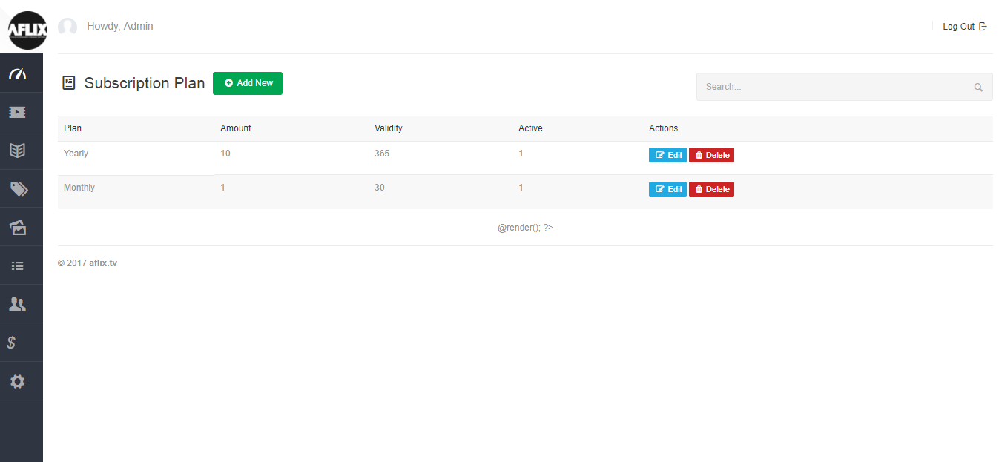 AFLIX
Howdy, Admin
Log Out
Subscription Plan
Add New
Search...
Plan Amount Validity Active Actions
Yearly 10 365 1 Edit Delete
Monthly 1 30 1 Edit Delete
@render(); ?>
© 2017 aflix.tv